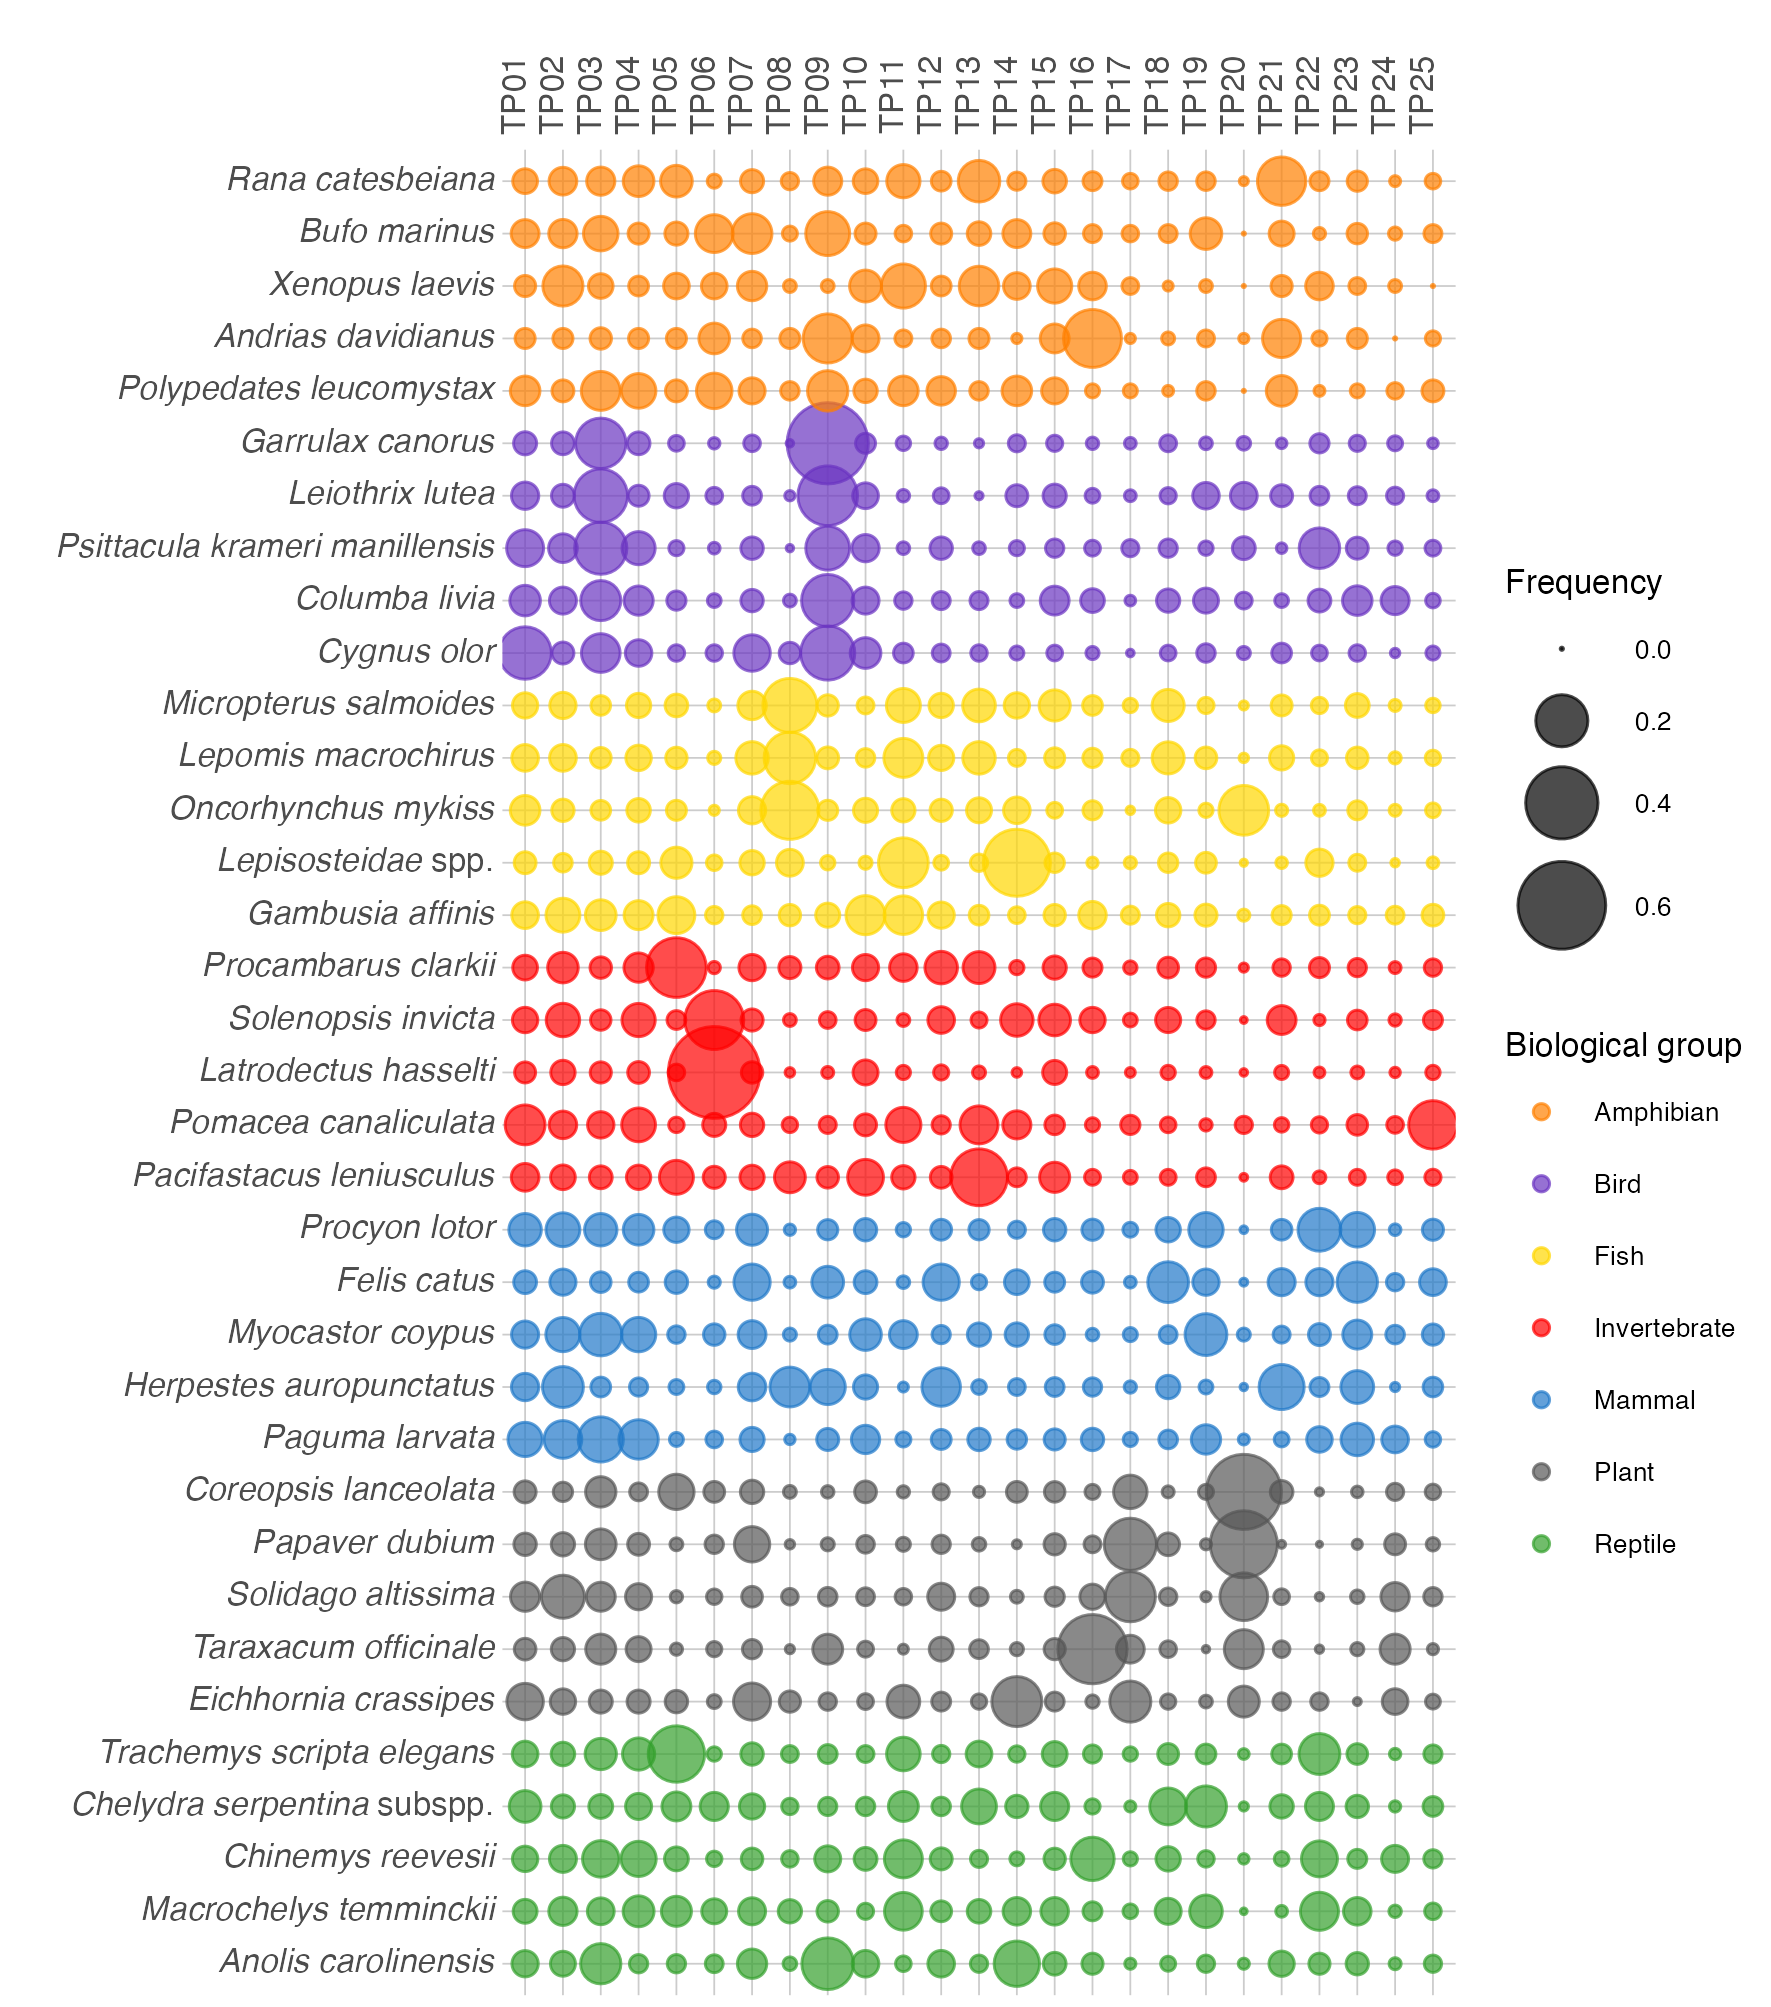 TP01 TP02 TP03 TP04 TP05 TP06 TP07 TP08 TP09 TP10 TP11 TP12 TP13 TP14 TP15 TP16 TP17 TP18 TP19 TP20 TP21 TP22 TP23 TP24 TP25
Rana catesbeiana
Bufo marinus
Xenopus laevis
Andrias davidianus
Polypedates leucomystax
Garrulax canorus
Leiothrix lutea
Psittacula krameri manillensis
Columba livia
Cygnus olor
Micropterus salmoides
Lepomis macrochirus
Oncorhynchus mykiss
Lepisosteidae spp.
Gambusia affinis
Procambarus clarkii
Solenopsis invicta
Latrodectus hasselti
Pomacea canaliculata
Pacifastacus leniusculus
Procyon lotor
Felis catus
Myocastor coypus
Herpestes auropunctatus
Paguma larvata
Coreopsis lanceolata
Papaver dubium
Solidago altissima
Taraxacum officinale
Eichhornia crassipes
Trachemys scripta elegans
Chelydra serpentina subspp.
Chinemys reevesii
Macrochelys temminckii
Anolis carolinensis
Frequency
0.0
0.2
0.4
0.6
Biological group
Amphibian
Bird
Fish
Invertebrate
Mammal
Plant
Reptile